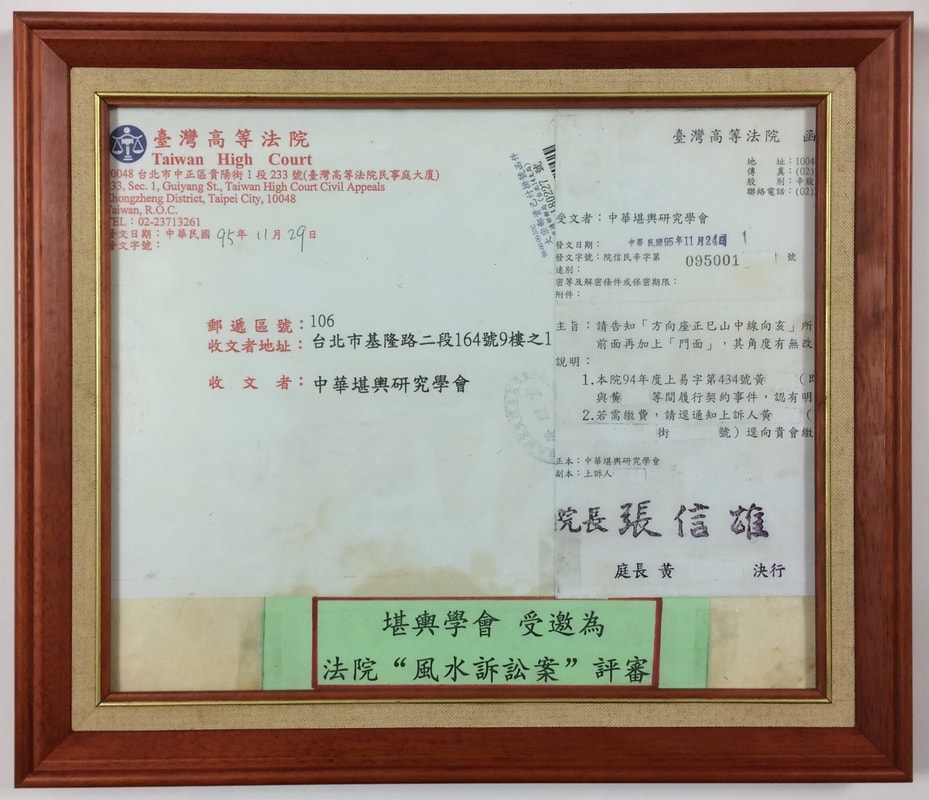 臺灣高等法院
Taiwan High Court
0048 台北市中正區貴陽街1段233號(臺灣高等法院民事庭大廈)
33, Sec. 1, Guiyang St., Taiwan High Court Civil Appeals
Chongzheng District, Taipei City, 10048
Taiwan, R.O.C.
TEL：02-23713261
發文日期：中華民國 95年 11月 29日
發文字號：
郵遞區號：106
收文者地址：台北市基隆路二段164號9樓之1
收文者：中華堪輿研究學會
臺灣高等法院 函
地 址：1004
傳 真：(02)
股 別：辛股
聯絡電話：(02)
受文者：中華堪輿研究學會
發文日期： 中華民國95年11月24日
發文字號：院信民辛字第 095001 號
速別：
密等及解密條件或保密期限：
附件：
主旨：請告知「方向座正巳山中線向亥」所
前面再加上「門面」，其角度有無改
說明：
1.本院94年度上易字第434號黃
與黃 等間履行契約事件，認有明
2.若需繳費，請逕通知上訴人黃 (
街 號）逕向貴會繳
正本：中華堪輿研究學會
副本：上訴人
院長 張信雄
庭長 黃 決行
堪輿學會 受邀為
法院“風水訴訟案”評審